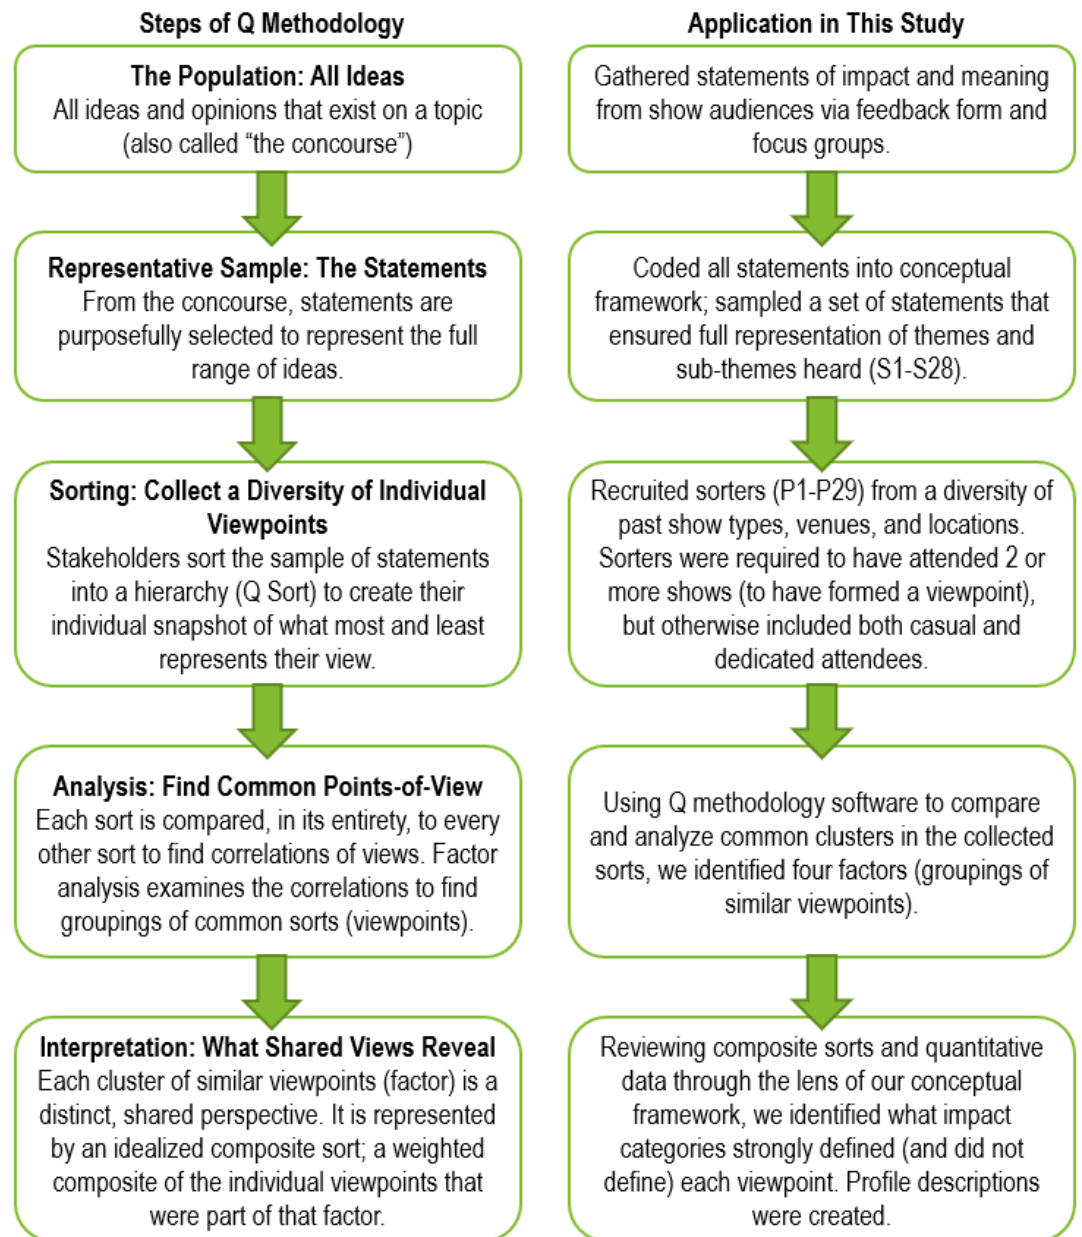 Steps of Q Methodology
The Population: All Ideas
All ideas and opinions that exist on a topic
(also called “the concourse”)
Representative Sample: The Statements
From the concourse, statements are
purposefully selected to represent the full
range of ideas.
Sorting: Collect a Diversity of Individual
Viewpoints
Stakeholders sort the sample of statements
into a hierarchy (Q Sort) to create their
individual snapshot of what most and least
represents their view.
Analysis: Find Common Points-of-View
Each sort is compared, in its entirety, to every
other sort to find correlations of views. Factor
analysis examines the correlations to find
groupings of common sorts (viewpoints).
Interpretation: What Shared Views Reveal
Each cluster of similar viewpoints (factor) is a
distinct, shared perspective. It is represented
by an idealized composite sort; a weighted
composite of the individual viewpoints that
were part of that factor.
Application in This Study
Gathered statements of impact and meaning
from show audiences via feedback form and
focus groups.
Coded all statements into conceptual
framework; sampled a set of statements that
ensured full representation of themes and
sub-themes heard (S1-S28).
Recruited sorters (P1-P29) from a diversity of
past show types, venues, and locations.
Sorters were required to have attended 2 or
more shows (to have formed a viewpoint),
but otherwise included both casual and
dedicated attendees.
Using Q methodology software to compare
and analyze common clusters in the collected
sorts, we identified four factors (groupings of
similar viewpoints).
Reviewing composite sorts and quantitative
data through the lens of our conceptual
framework, we identified what impact
categories strongly defined (and did not
define) each viewpoint. Profile descriptions
were created.